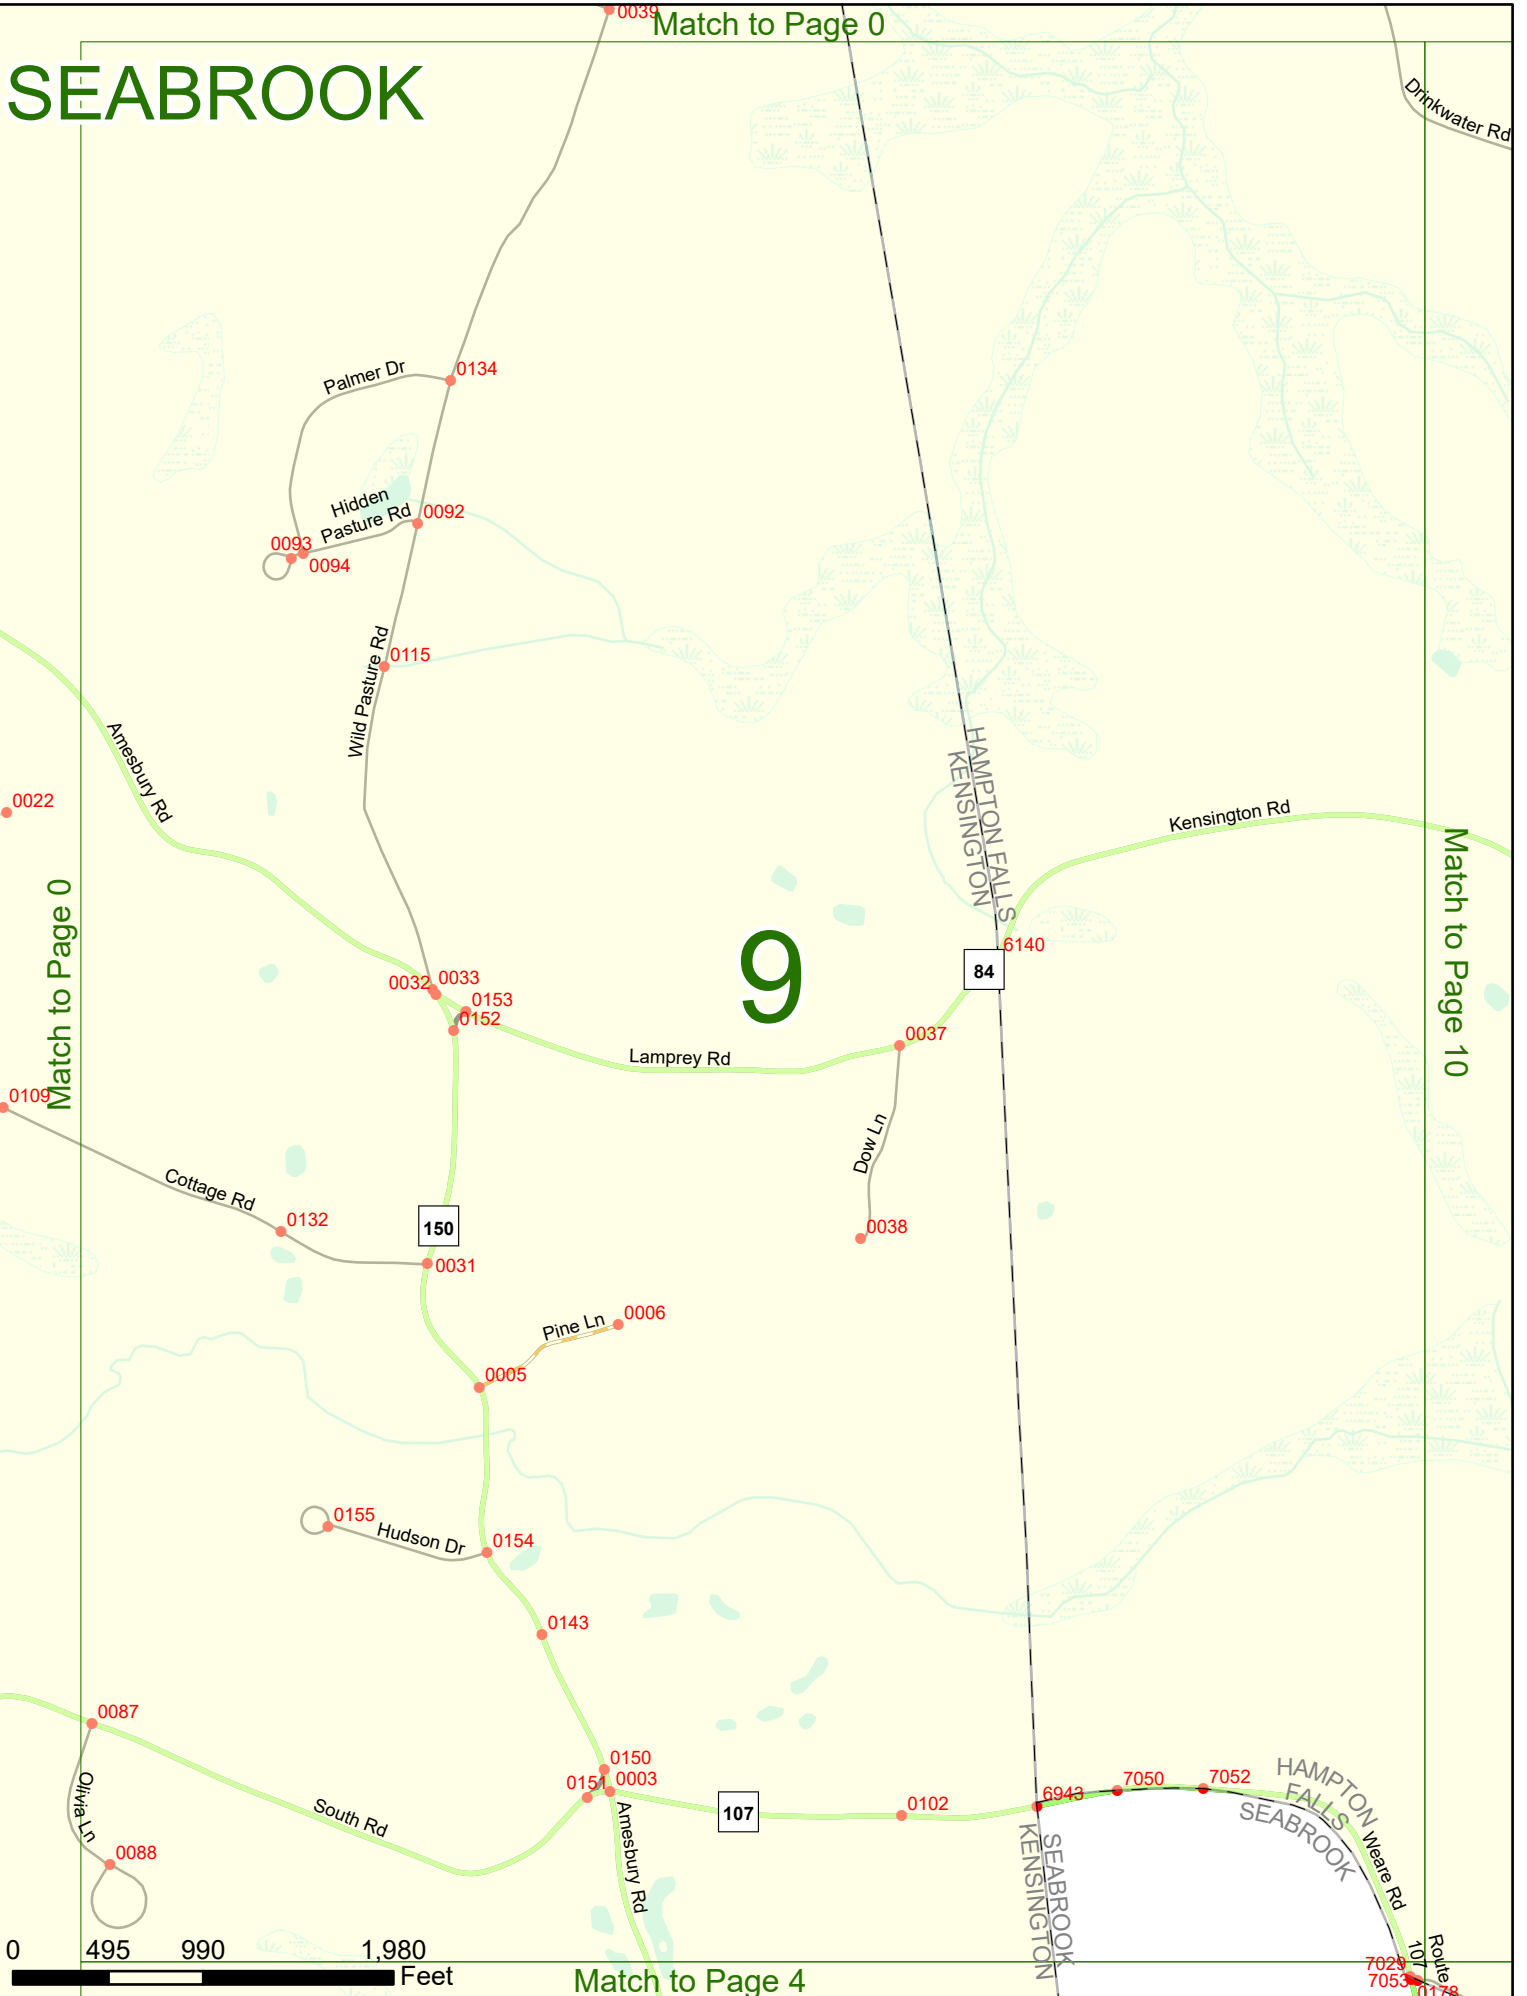 0039
Match to Page 0
SEABROOK
Drinkwater Rd
Palmer Dr
0134
Hidden
Pasture Rd
0092
0093
0094
Wild Pasture Rd
0115
Amesbury Rd
0022
HAMPTON FALLS
KENSINGTON
Kensington Rd
Match to Page 0
Match to Page 10
9
6140
84
0032
0033
0153
0152
0037
Lamprey Rd
0109
Dow Ln
Cottage Rd
0132
150
0038
0031
Pine Ln
0006
0005
0155
Hudson Dr
0154
0143
0087
0150
0151
0003
107
0102
6943
7050
7052
HAMPTON
FALLS
SEABROOK
Olivia Ln
South Rd
Amesbury Rd
SEABROOK
KENSINGTON
Weare Rd
0088
0
495
990
1,980
Feet
Match to Page 4
Route
107
7029
7053
0178